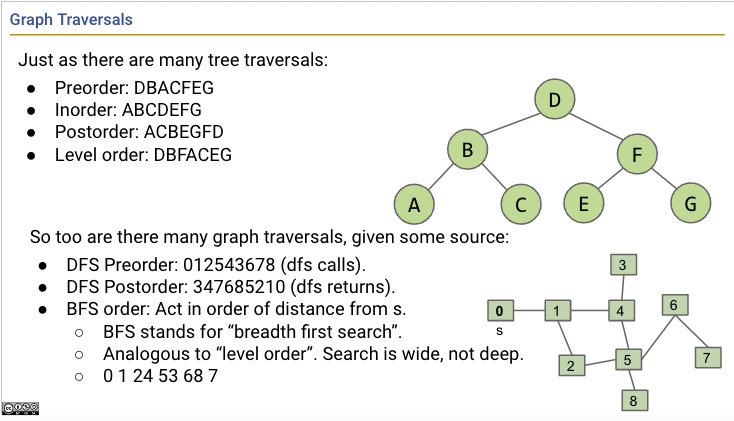 Graph Traversals
Just as there are many tree traversals:
● Preorder: DBACFEG
● Inorder: ABCDEFG
● Postorder: ACBEGFD
● Level order: DBFACEG
D
B
F
A
C
E
G
So too are there many graph traversals, given some source:
● DFS Preorder: 012543678 (dfs calls).
● DFS Postorder: 347685210 (dfs returns).
● BFS order: Act in order of distance from s.
○ BFS stands for “breadth first search”.
○ Analogous to “level order”. Search is wide, not deep.
○ 0 1 24 53 68 7
3
0
1
4
6
s
2
5
7
8